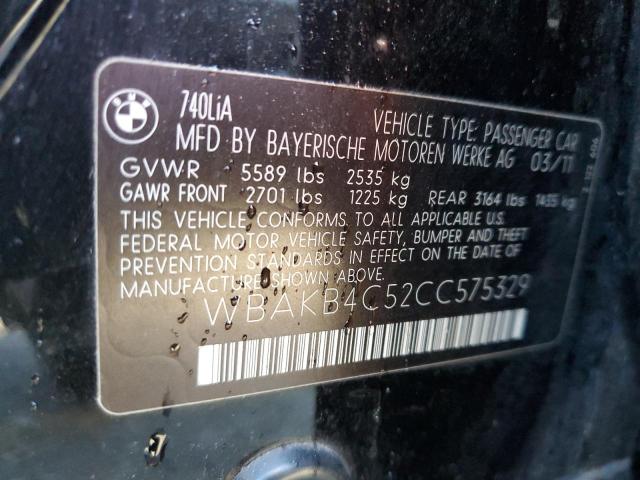 BMW
740LiA
VEHICLE TYPE: PASSENGER CAR
MFD BY BAYERISCHE MOTOREN WERKE AG 03/11
GVWR 5589 lbs 2535 kg
GAWR FRONT 2701 lbs 1225 kg REAR 3164 lbs 1435 kg
THIS VEHICLE CONFORMS TO ALL APPLICABLE U.S.
FEDERAL MOTOR VEHICLE SAFETY, BUMPER AND THEFT
PREVENTION STANDARDS IN EFFECT ON THE DATE OF
MANUFACTURE SHOWN ABOVE.
WBAKB4C52CC575329